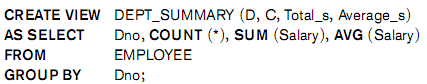 CREATE VIEW DEPT_SUMMARY (D, C, Total_s, Average_s)
AS SELECT Dno, COUNT (*), SUM (Salary), AVG (Salary)
FROM EMPLOYEE
GROUP BY Dno;